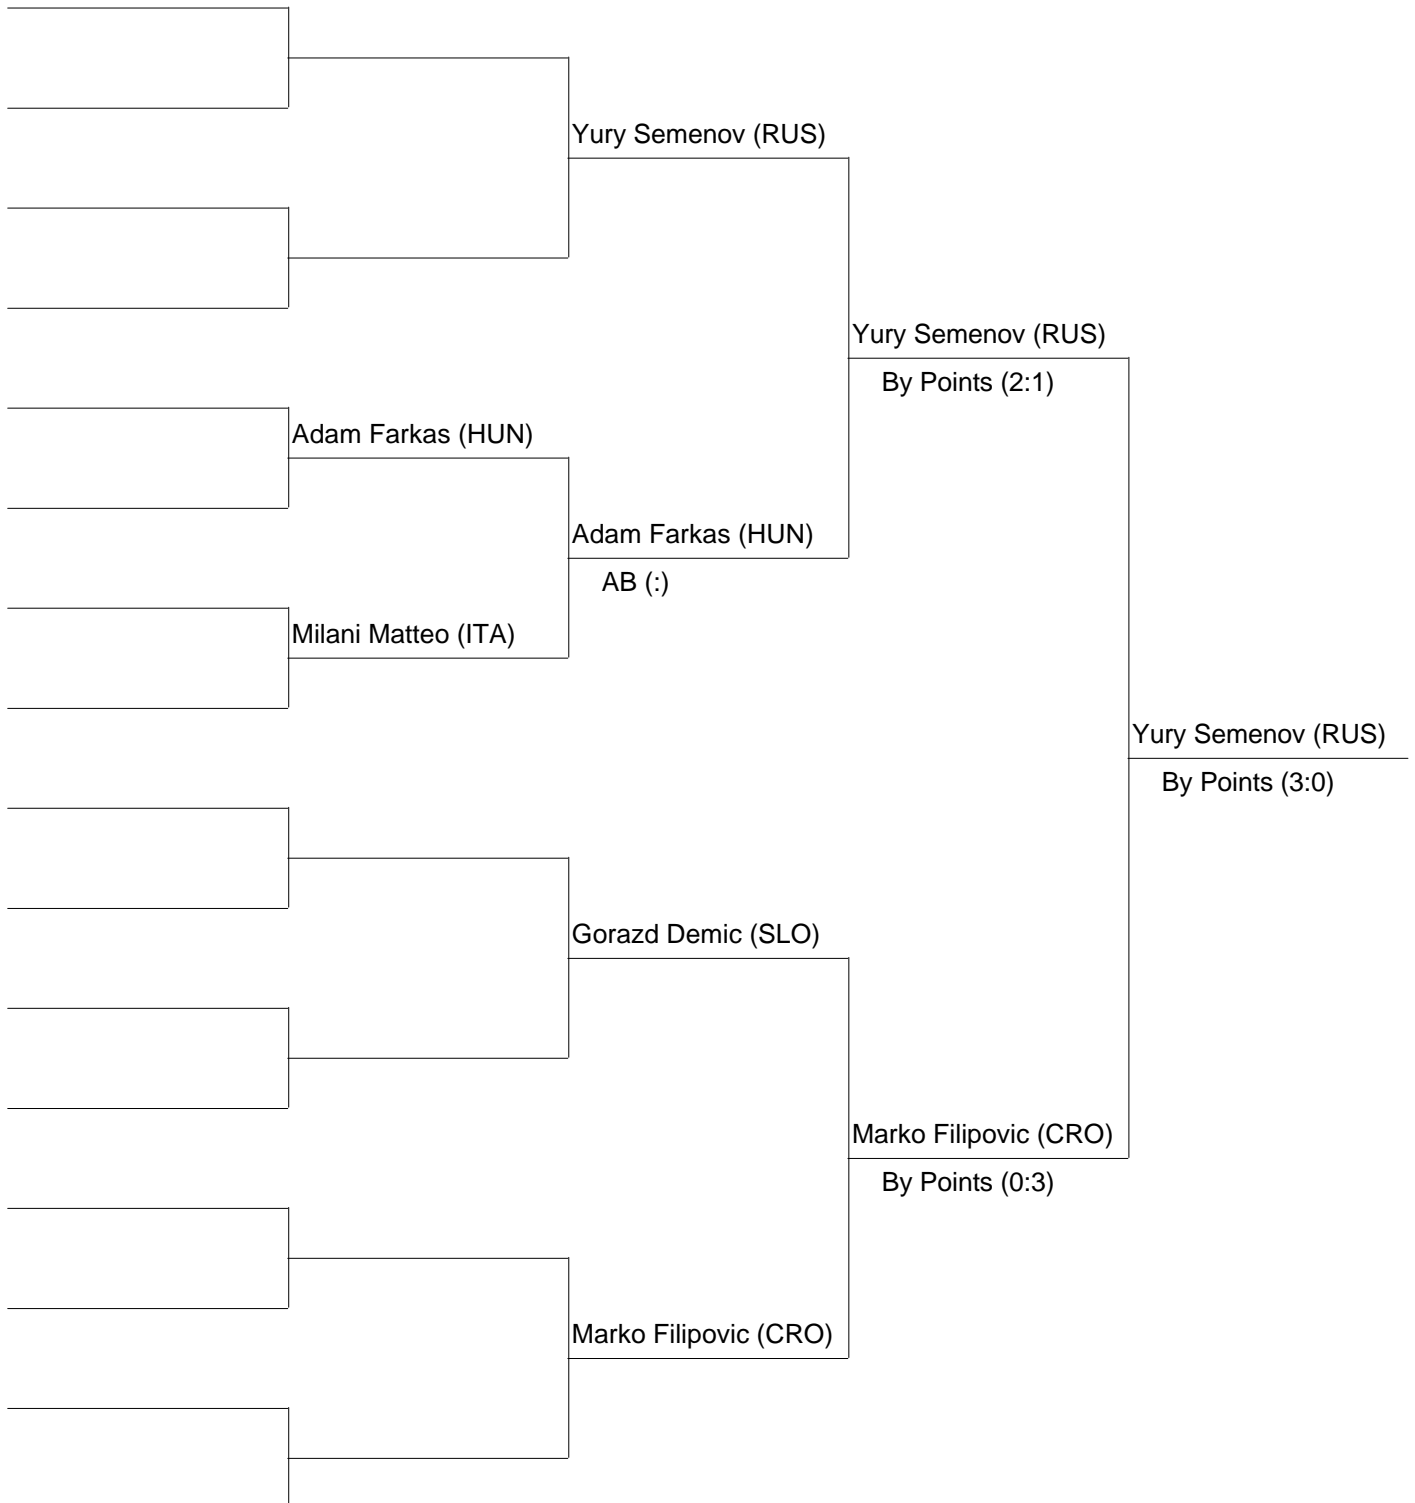 Yury Semenov (RUS)
Yury Semenov (RUS)
By Points (2:1)
Adam Farkas (HUN)
Adam Farkas (HUN)
AB (:)
Milani Matteo (ITA)
Yury Semenov (RUS)
By Points (3:0)
Gorazd Demic (SLO)
Marko Filipovic (CRO)
By Points (0:3)
Marko Filipovic (CRO)